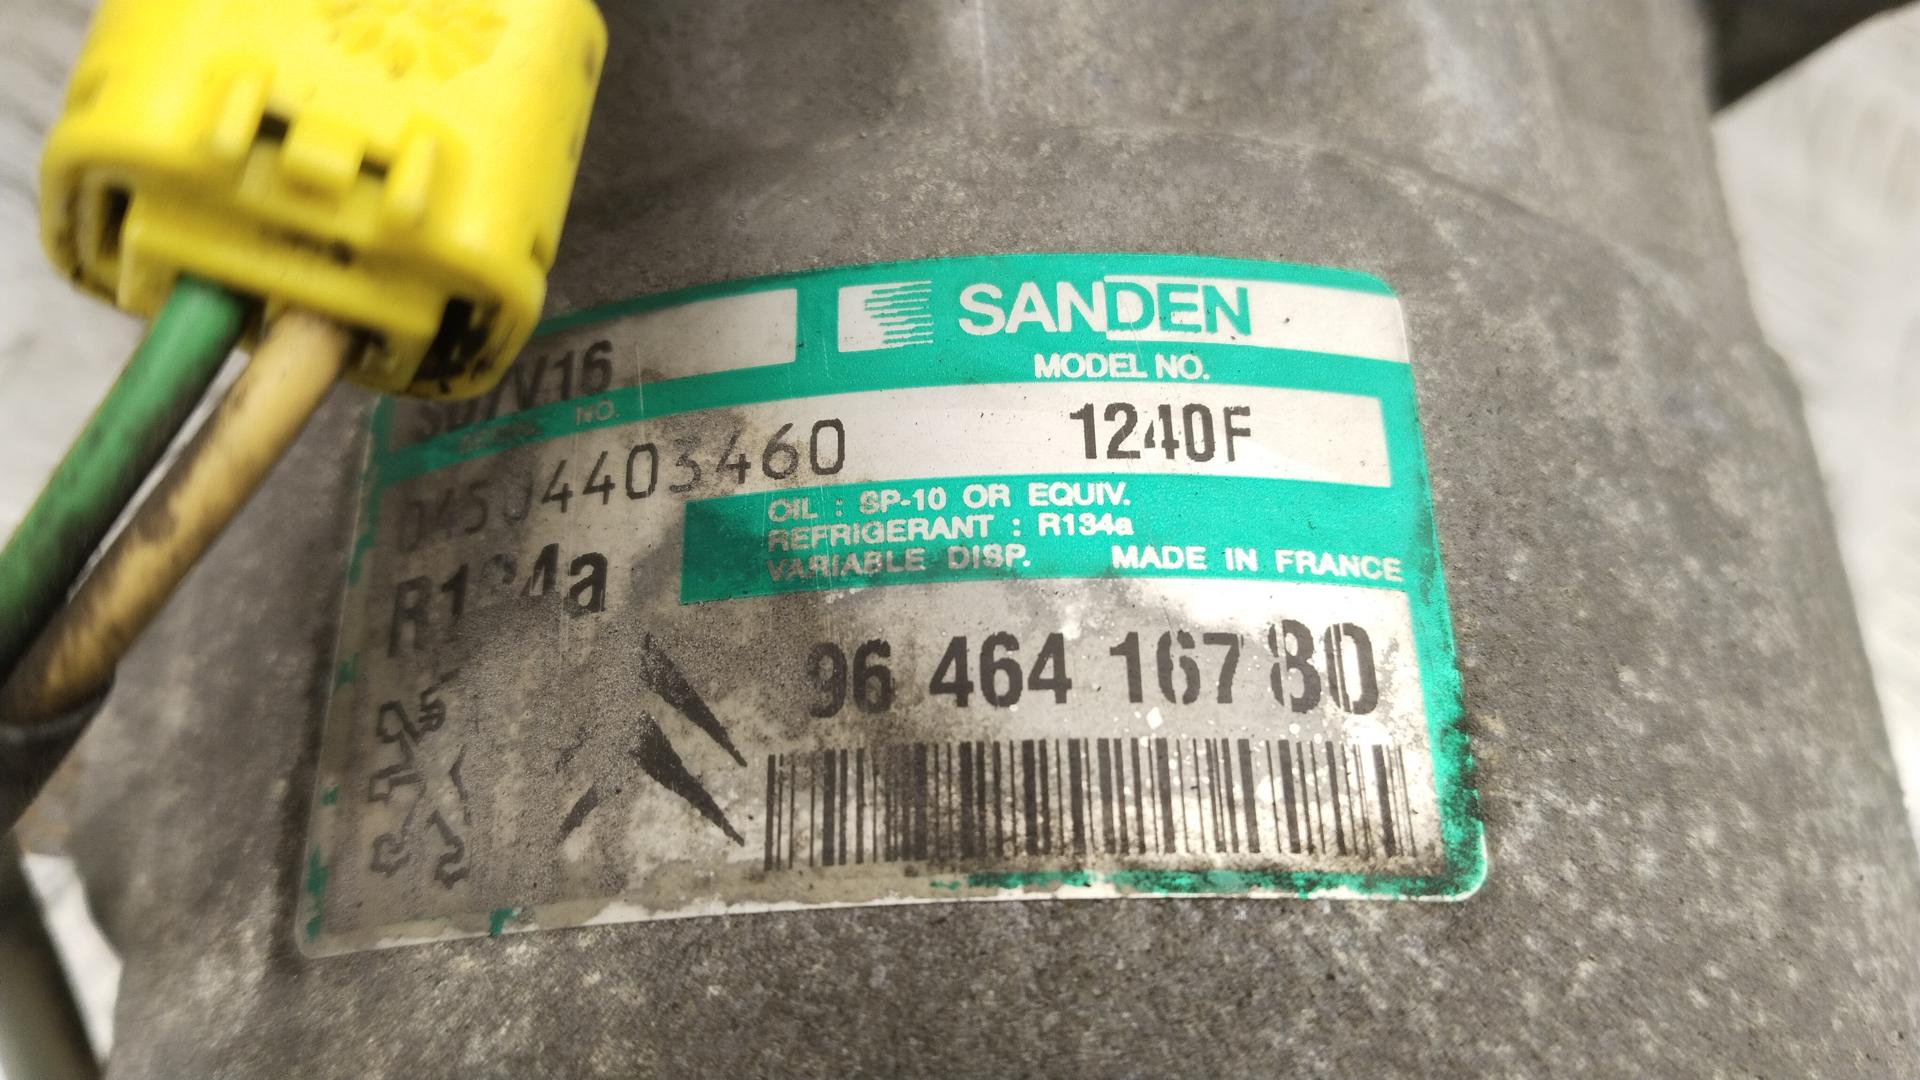 SANDEN
SD7V16
MODEL NO.
NO.
1240F
045J4403460
OIL : SP-10 OR EQUIV.
REFRIGERANT : R134a
VARIABLE DISP. MADE IN FRANCE
R134a
96 464 167 80